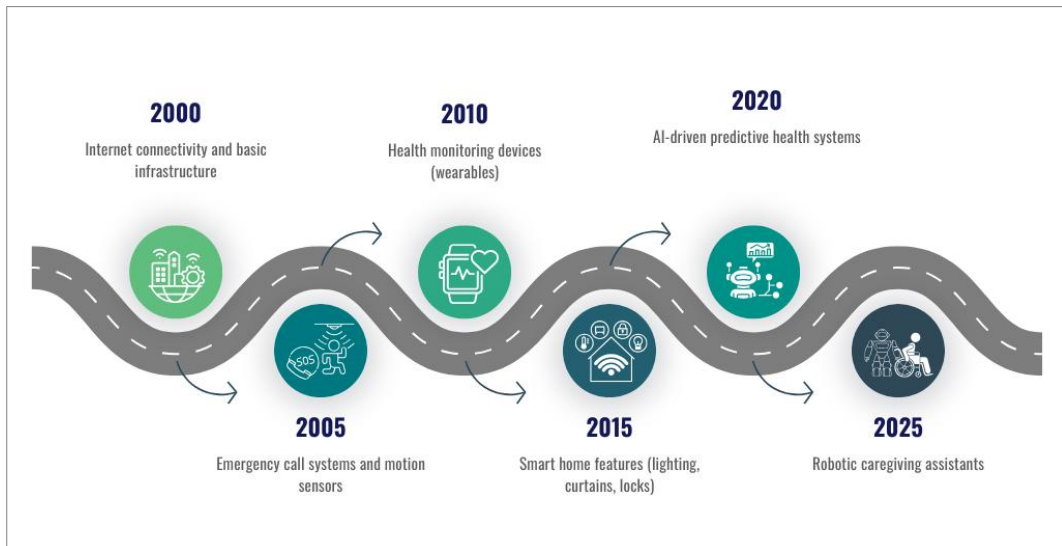 2000
Internet connectivity and basic
infrastructure
2005
Emergency call systems and motion
sensors
SOS
2010
Health monitoring devices
(wearables)
2015
Smart home features (lighting,
curtains, locks)
2020
AI-driven predictive health systems
2025
Robotic caregiving assistants